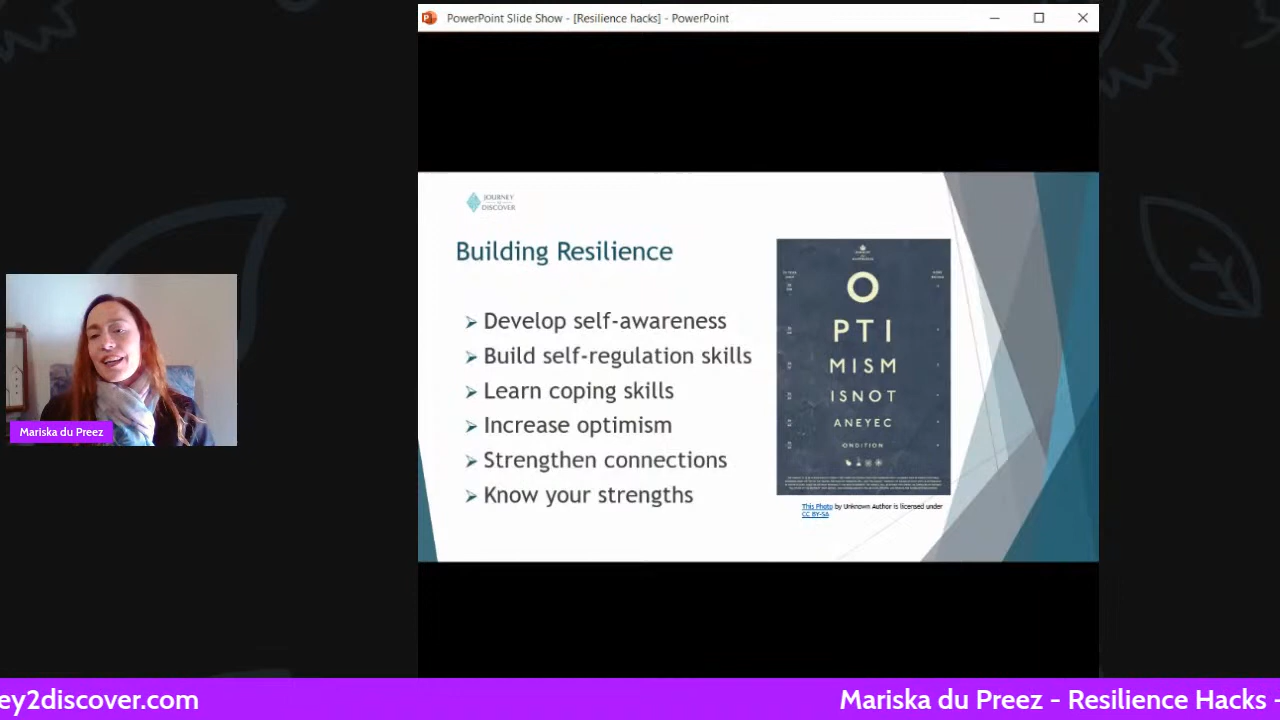 PowerPoint Slide Show - [Resilience hacks] - PowerPoint
JOURNEY
DISCOVER
Building Resilience
➢ Develop self-awareness
➢ Build self-regulation skills
➢ Learn coping skills
➢ Increase optimism
➢ Strengthen connections
➢ Know your strengths
O
PTI
MISM
ISNOT
ANEYEC
ONDITION
This Photo by Unknown Author is licensed under
CC BY-SA
Mariska du Preez
ey2discover.com
Mariska du Preez - Resilience Hacks -